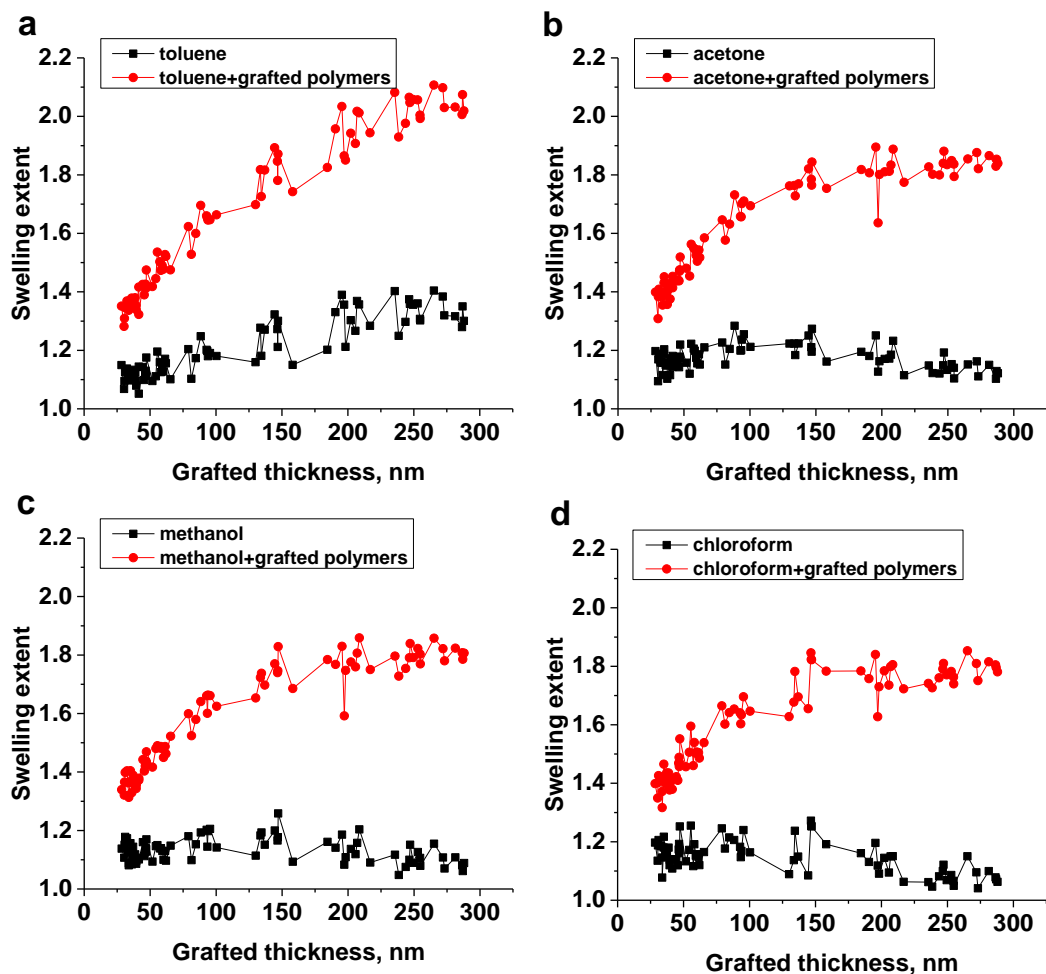 a
toluene
toluene+grafted polymers
2.2
2.0
1.8
1.6
1.4
1.2
1.0
Swelling extent
0 50 100 150 200 250 300
Grafted thickness, nm
b
acetone
acetone+grafted polymers
2.2
2.0
1.8
1.6
1.4
1.2
1.0
Swelling extent
0 50 100 150 200 250 300
Grafted thickness, nm
c
methanol
methanol+grafted polymers
2.2
2.0
1.8
1.6
1.4
1.2
1.0
Swelling extent
0 50 100 150 200 250 300
Grafted thickness, nm
d
chloroform
chloroform+grafted polymers
2.2
2.0
1.8
1.6
1.4
1.2
1.0
Swelling extent
0 50 100 150 200 250 300
Grafted thickness, nm